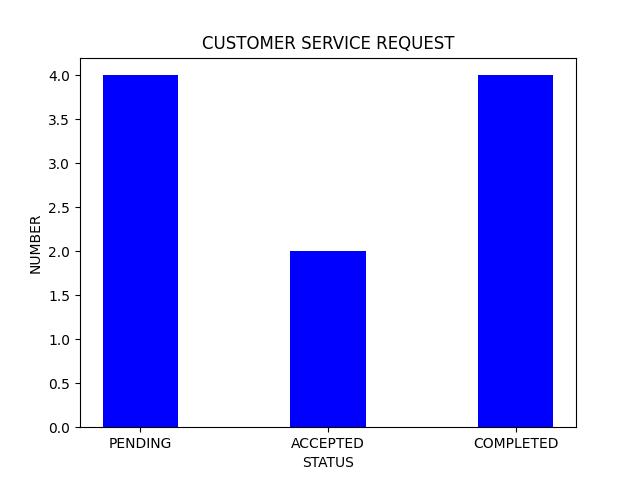 CUSTOMER SERVICE REQUEST
4.0
3.5
3.0
2.5
2.0
1.5
1.0
0.5
0.0
NUMBER
PENDING ACCEPTED COMPLETED
STATUS